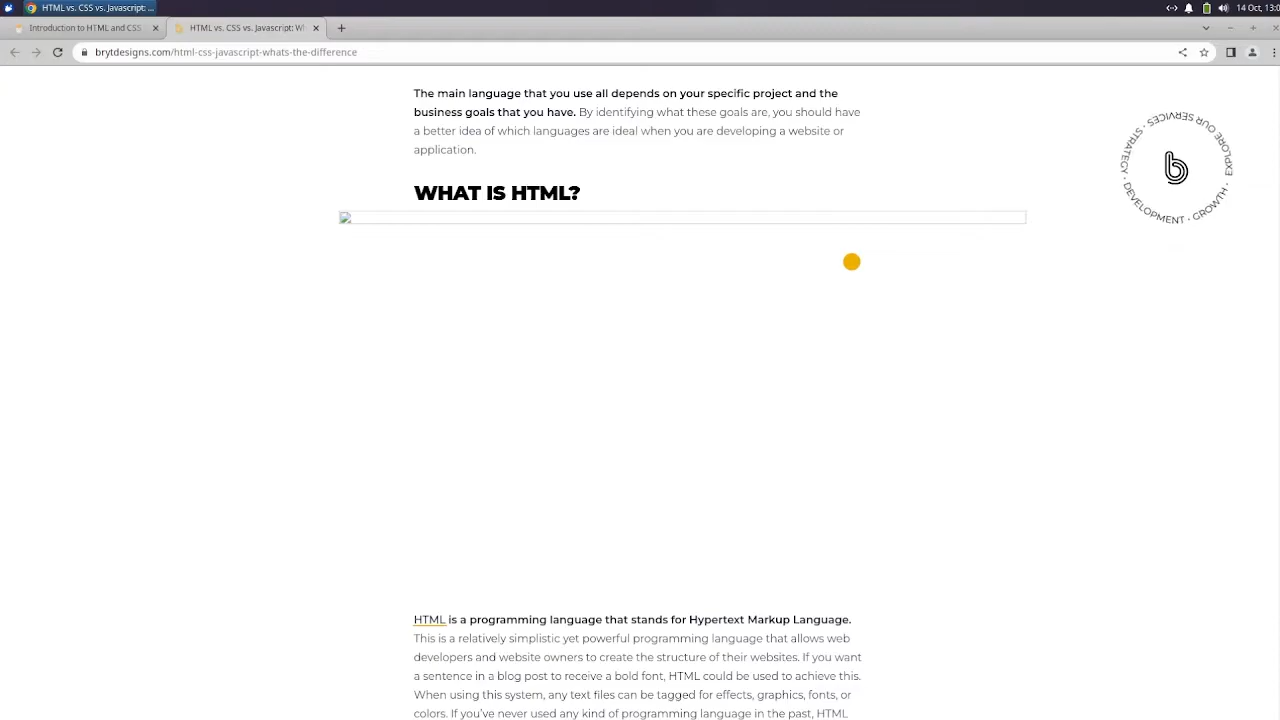 HTML vs. CSS vs. Javascript: ...
14 Oct, 13:0
Introduction to HTML and CSS
HTML vs. CSS vs. Javascript: Wh
brytdesigns.com/html-css-javascript-whats-the-difference
The main language that you use all depends on your specific project and the
business goals that you have. By identifying what these goals are, you should have
a better idea of which languages are ideal when you are developing a website or
application.
EXPLORE OUR SERVICES • STRATEGY • DEVELOPMENT • GROWTH •
b
WHAT IS HTML?
HTML is a programming language that stands for Hypertext Markup Language.
This is a relatively simplistic yet powerful programming language that allows web
developers and website owners to create the structure of their websites. If you want
a sentence in a blog post to receive a bold font, HTML could be used to achieve this.
When using this system, any text files can be tagged for effects, graphics, fonts, or
colors. If you’ve never used any kind of programming language in the past, HTML